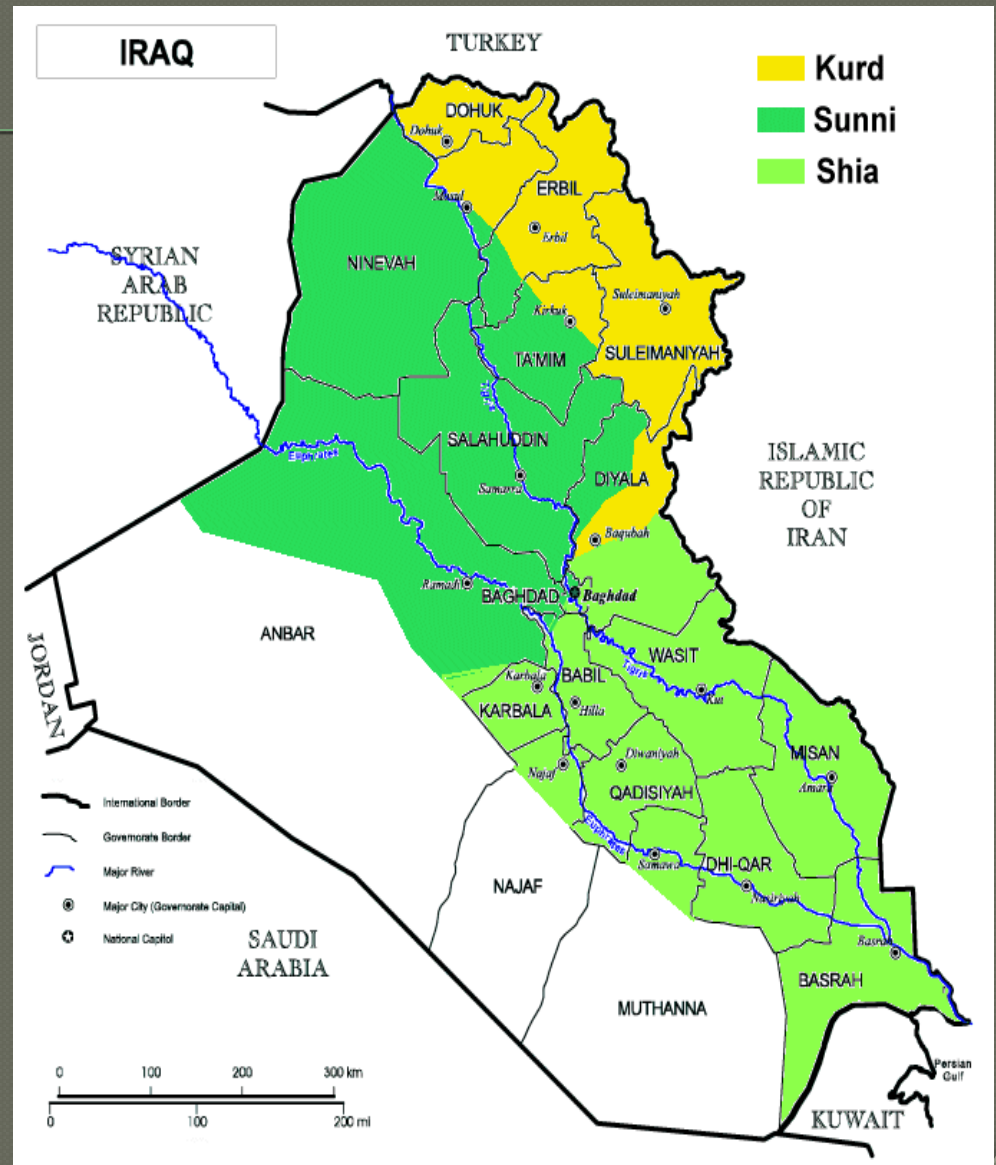 IRAQ
TURKEY
Kurd
Sunni
Shia
DOHUK
Dohuk
ERBIL
Mosul
Erbil
NINEVAH
SYRIAN
ARAB
REPUBLIC
Suleimaniyah
Kirkuk
TA'MIM
SULEIMANIYAH
Tigris
SALAHUDDIN
Euphrates
ISLAMIC
REPUBLIC
OF
IRAN
DIYALA
Samarra
Baqubah
Ramadi
BAGHDAD
Baghdad
ANBAR
JORDAN
WASIT
Tigris
Karbala
BABIL
Kut
KARBALA
Hilla
Diwaniyah
MISAN
Najaf
Amara
QADISIYAH
International Border
Governorate Border
Major River
Major City (Governorate Capital)
National Capitol
Euphrates
Samawa
DHI-QAR
NAJAF
Nasiriyah
SAUDI
ARABIA
Basrah
BASRAH
MUTHANNA
Persian
Gulf
KUWAIT
0 100 200 300 km
0 100 200 mi